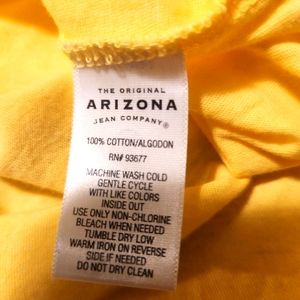 THE ORIGINAL
ARIZONA
JEAN COMPANY®
100% COTTON/ALGODON
RN# 93677
MACHINE WASH COLD
GENTLE CYCLE
WITH LIKE COLORS
INSIDE OUT
USE ONLY NON-CHLORINE
BLEACH WHEN NEEDED
TUMBLE DRY LOW
WARM IRON ON REVERSE
SIDE IF NEEDED
DO NOT DRY CLEAN